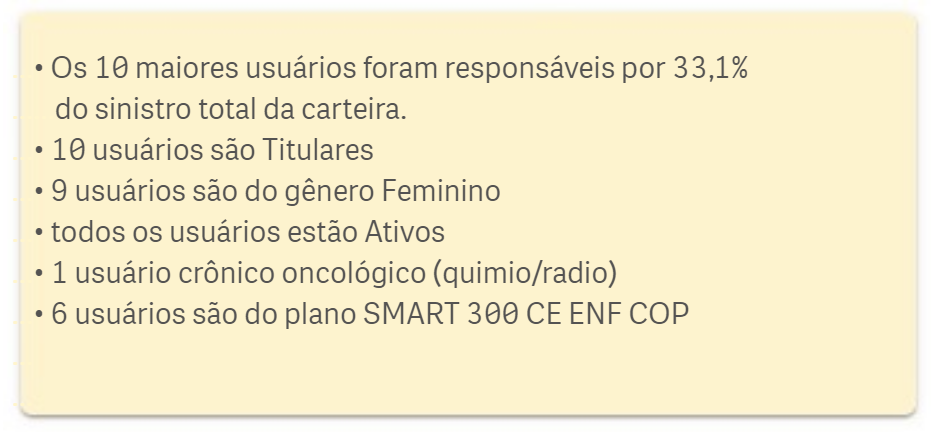 • Os 10 maiores usuários foram responsáveis por 33,1%
do sinistro total da carteira.
• 10 usuários são Titulares
• 9 usuários são do gênero Feminino
• todos os usuários estão Ativos
• 1 usuário crônico oncológico (quimio/radio)
• 6 usuários são do plano SMART 300 CE ENF COP